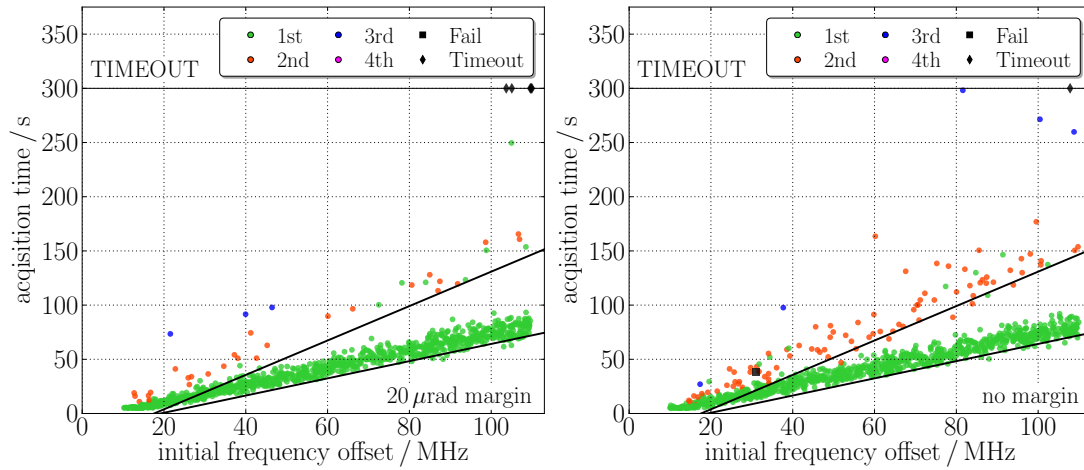 350
300
250
200
150
100
50
0
acqisition time / s
TIMEOUT
1st
2nd
3rd
4th
Fail
Timeout
20 µrad margin
0 20 40 60 80 100
initial frequency offset / MHz
350
300
250
200
150
100
50
0
acqisition time / s
TIMEOUT
1st
2nd
3rd
4th
Fail
Timeout
no margin
0 20 40 60 80 100
initial frequency offset / MHz